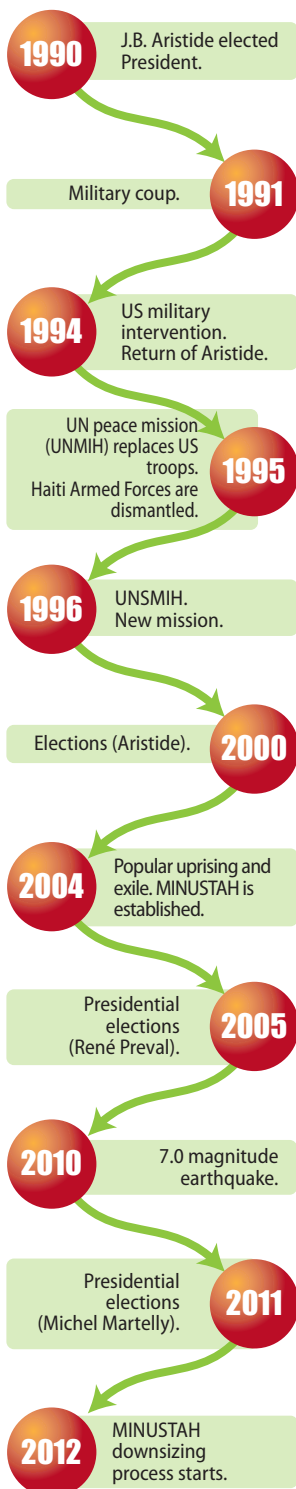 1990
J.B. Aristide elected
President.
Military coup.
1991
1994
US military
intervention.
Return of Aristide.
UN peace mission
(UNMIH) replaces US
troops.
Haiti Armed Forces are
dismantled.
1995
1996
UNSMIH.
New mission.
Elections (Aristide).
2000
2004
Popular uprising and
exile. MINUSTAH is
established.
Presidential
elections
(René Preval).
2005
2010
7.0 magnitude
earthquake.
Presidential
elections
(Michel Martelly).
2011
2012
MINUSTAH
downsizing
process starts.